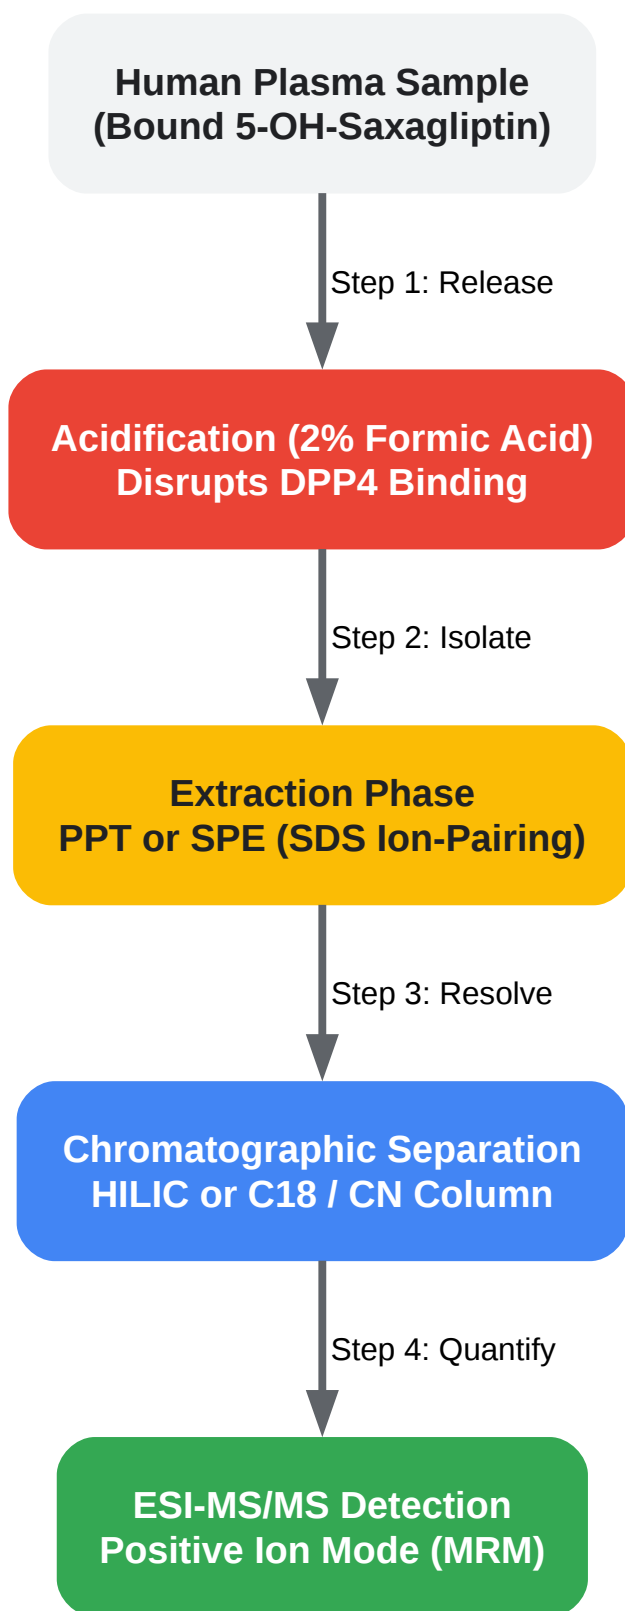 Human Plasma Sample
(Bound 5-OH-Saxagliptin)
Step 1: Release
Acidification (2% Formic Acid)
Disrupts DPP4 Binding
Step 2: Isolate
Extraction Phase
PPT or SPE (SDS Ion-Pairing)
Step 3: Resolve
Chromatographic Separation
HILIC or C18 / CN Column
Step 4: Quantify
ESI-MS/MS Detection
Positive Ion Mode (MRM)